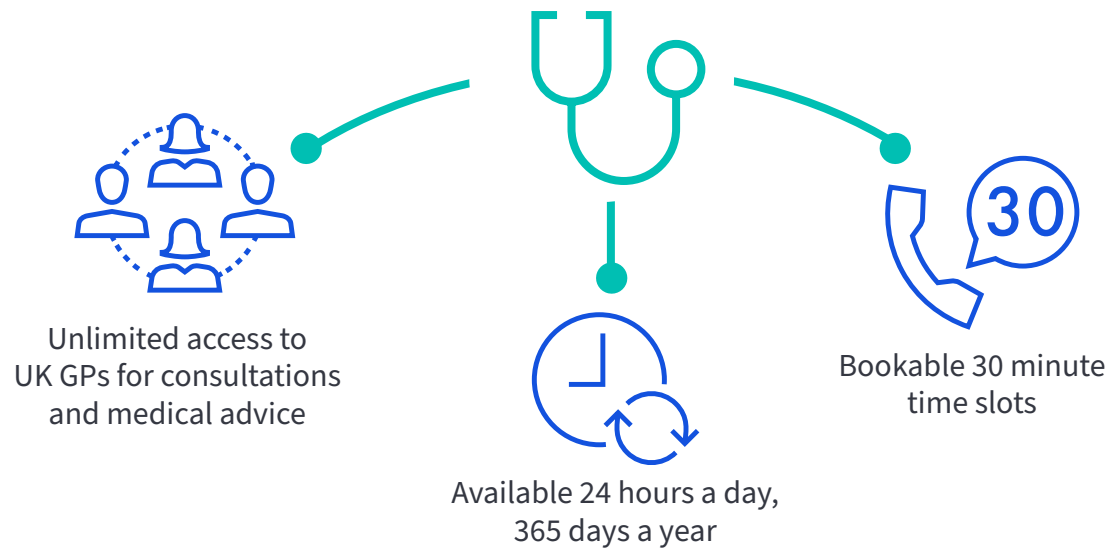 Unlimited access to
UK GPs for consultations
and medical advice
Available 24 hours a day,
365 days a year
30
Bookable 30 minute
time slots